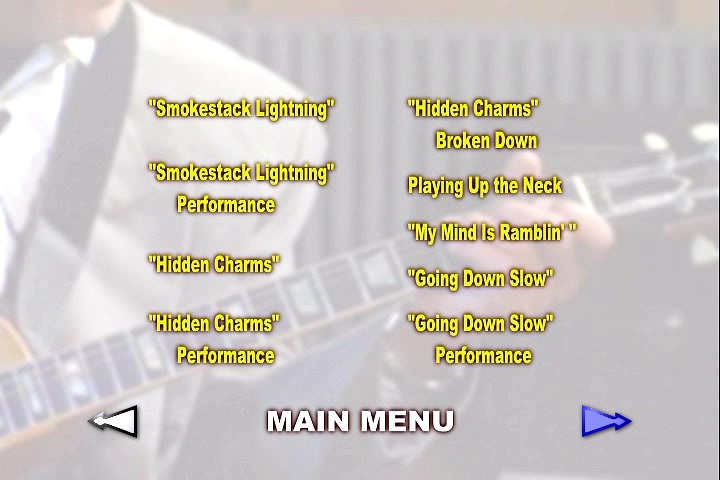 "Smokestack Lightning"
"Smokestack Lightning"
Performance
"Hidden Charms"
"Hidden Charms"
Performance
"Hidden Charms"
Broken Down
Playing Up the Neck
"My Mind Is Ramblin' "
"Going Down Slow"
"Going Down Slow"
Performance
MAIN MENU